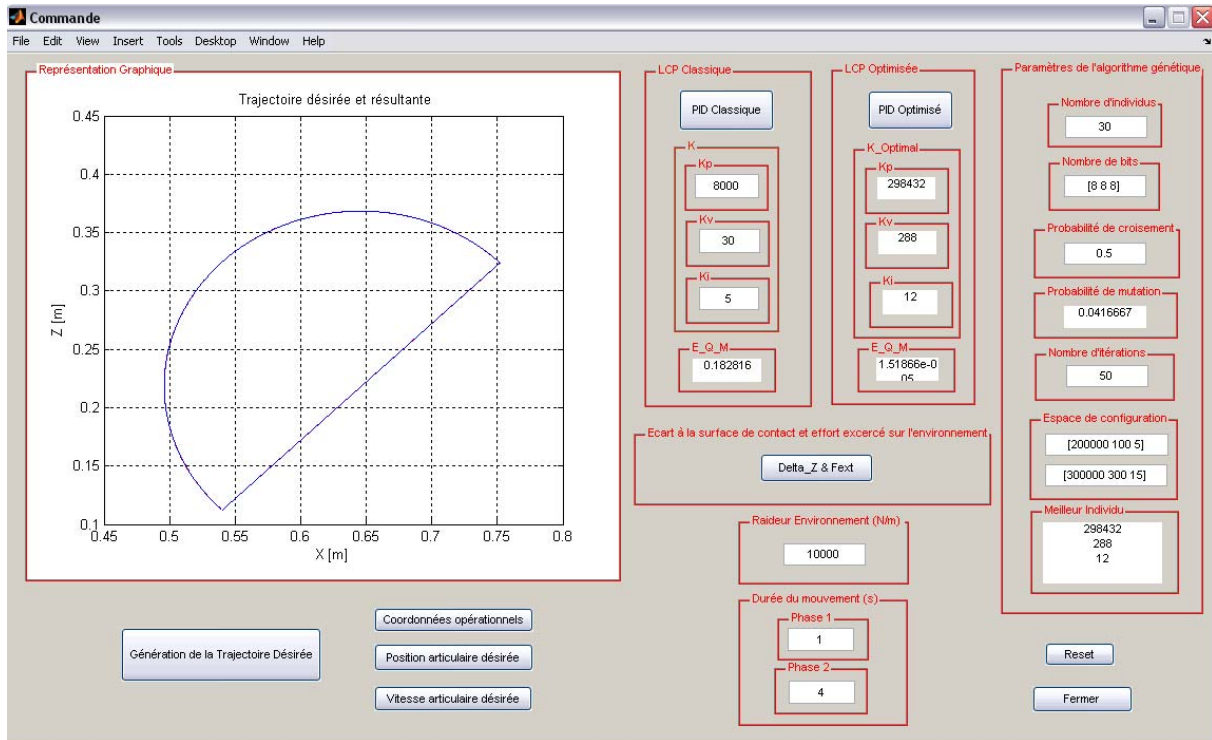 Commande
File Edit View Insert Tools Desktop Window Help
Représentation Graphique
Trajectoire désirée et résultante
0.45
0.4
0.35
0.3
0.25
0.2
0.15
0.1
Z [m]
0.45 0.5 0.55 0.6 0.65 0.7 0.75 0.8
X [m]
Génération de la Trajectoire Désirée
Coordonnées opérationnels
Position articulaire désirée
Vitesse articulaire désirée
LCP Classique
PID Classique
K
Kp
8000
Kv
30
Ki
5
E_Q_M
0.182816
LCP Optimisée
PID Optimisé
K_Optimal
Kp
298432
Kv
288
Ki
12
E_Q_M
1.51866e-0
05
Ecart à la surface de contact et effort excercé sur l'environnement
Delta_Z & Fext
Raideur Environnement (N/m)
10000
Durée du mouvement (s)
Phase 1
1
Phase 2
4
Paramètres de l'algorithme génétique
Nombre d'individus
30
Nombre de bits
[8 8 8]
Probabilité de croisement
0.5
Probabilité de mutation
0.0416667
Nombre d'itérations
50
Espace de configuration
[200000 100 5]
[300000 300 15]
Meilleur Individu
298432
288
12
Reset
Fermer